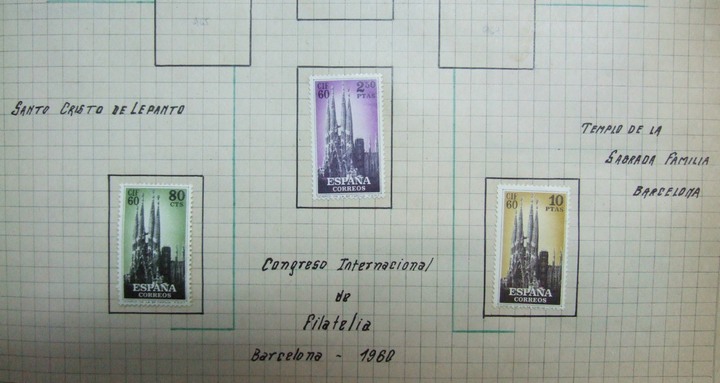 CIF 60 2.50 PTAS
ESPAÑA
CORREOS
SANTO CRISTO DE LEPANTO
TEMPLO DE LA
SAGRADA FAMILIA
BARCELONA
CIF 60 80 CTS
ESPAÑA
CORREOS
CIF 60 10 PTAS
ESPAÑA
CORREOS
Congreso Internacional
de
Filatelia
Barcelona - 1960